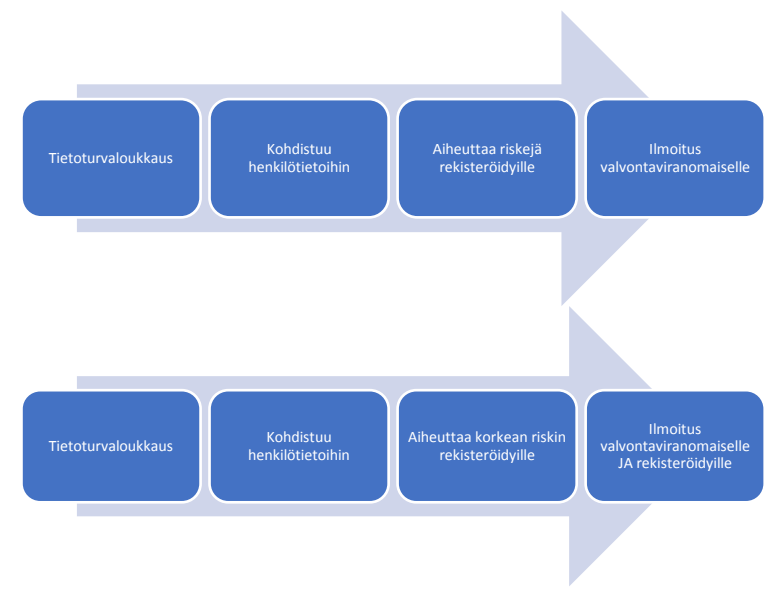 Tietoturvaloukkaus
Kohdistuu
henkilötietoihin
Aiheuttaa riskejä
rekisteröidyille
Ilmoitus
valvontaviranomaiselle
Tietoturvaloukkaus
Kohdistuu
henkilötietoihin
Aiheuttaa korkean riskin
rekisteröidyille
Ilmoitus
valvontaviranomaiselle
JA rekisteröidyille